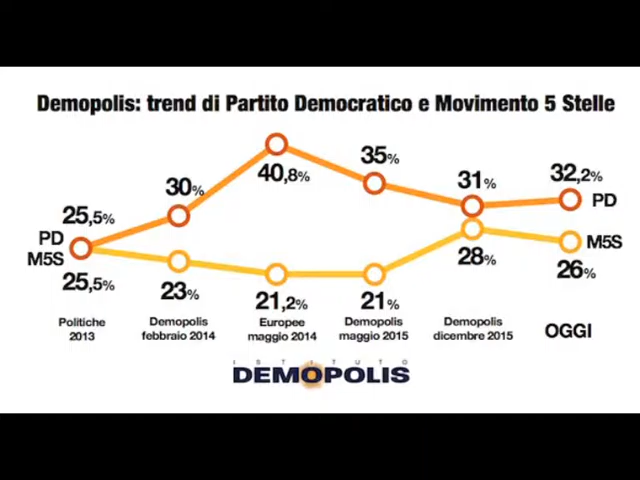 Demopolis: trend di Partito Democratico e Movimento 5 Stelle
40,8%
35%
30%
31%
32,2%
25,5%
PD
PD
M5S
M5S
25,5%
23%
21,2%
21%
28%
26%
Politiche
2013
Demopolis
febbraio 2014
Europee
maggio 2014
Demopolis
maggio 2015
Demopolis
dicembre 2015
OGGI
ISTITUTO
DEMOPOLIS